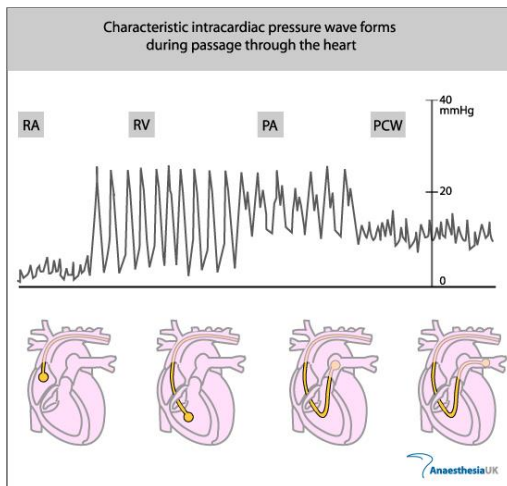 Characteristic intracardiac pressure wave forms
during passage through the heart
40
mmHg
RA
RV
PA
PCW
20
0
AnaesthesiaUK